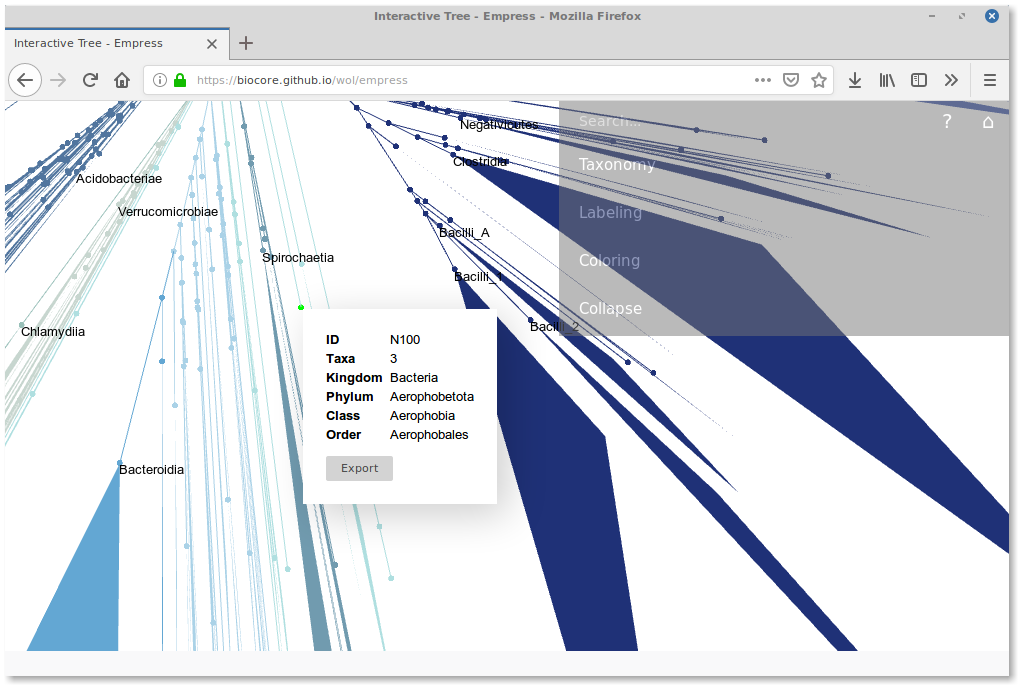 Interactive Tree - Empress - Mozilla Firefox
Interactive Tree - Empress
https://biocore.github.io/wol/empress
Negativicutes
Search...
?
Clostridia
Taxonomy
Acidobacteriae
Verrucomicrobiae
Labeling
Bacilli_A
Spirochaetia
Coloring
Bacilli_1
Collapse
Chlamydiia
Bacilli_2
ID N100
Taxa 3
Kingdom Bacteria
Phylum Aerophobetota
Class Aerophobia
Order Aerophobales
Export
Bacteroidia